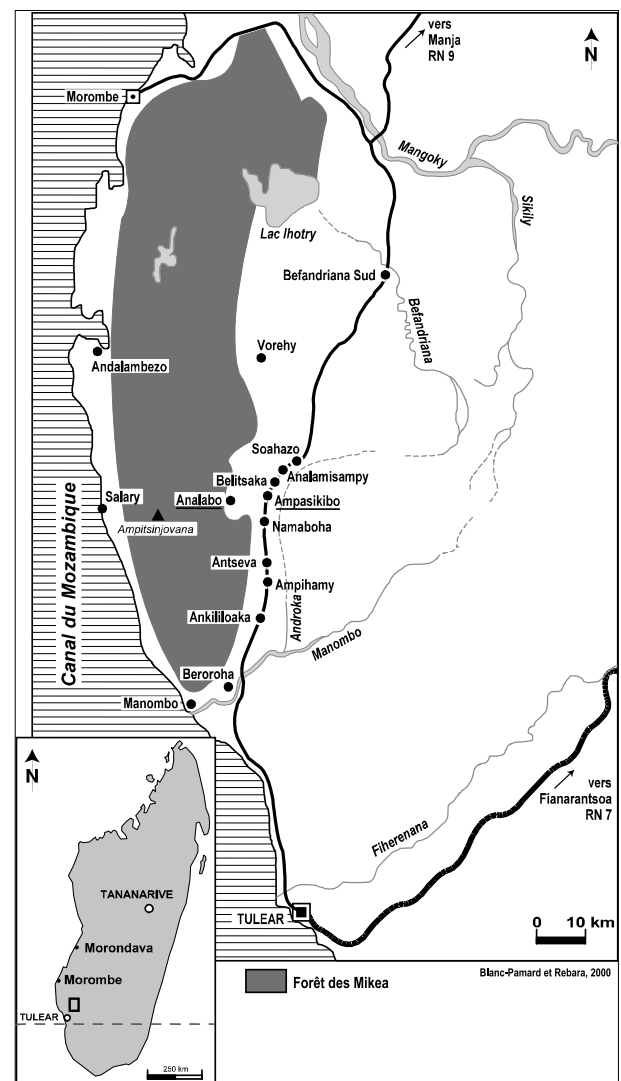 vers
Manja
RN 9
N
Morombe
Mangoky
Sikily
Lac Ihotry
Befandriana Sud
Befandriana
Vorehy
Andalambezo
Soahazo
Analamisampy
Belitsaka
Analabo
Ampasikibo
Salary
Ampitsinjovana
Namaboha
Canal du Mozambique
Antseva
Ampihamy
Androka
Ankililoaka
Manombo
Beroroha
Manombo
vers
Fianarantsoa
RN 7
Fiherenana
TULEAR
0 10 km
N
TANANARIVE
Morondava
Morombe
TULEAR
250 km
Forêt des Mikea
Blanc-Pamard et Rebara, 2000